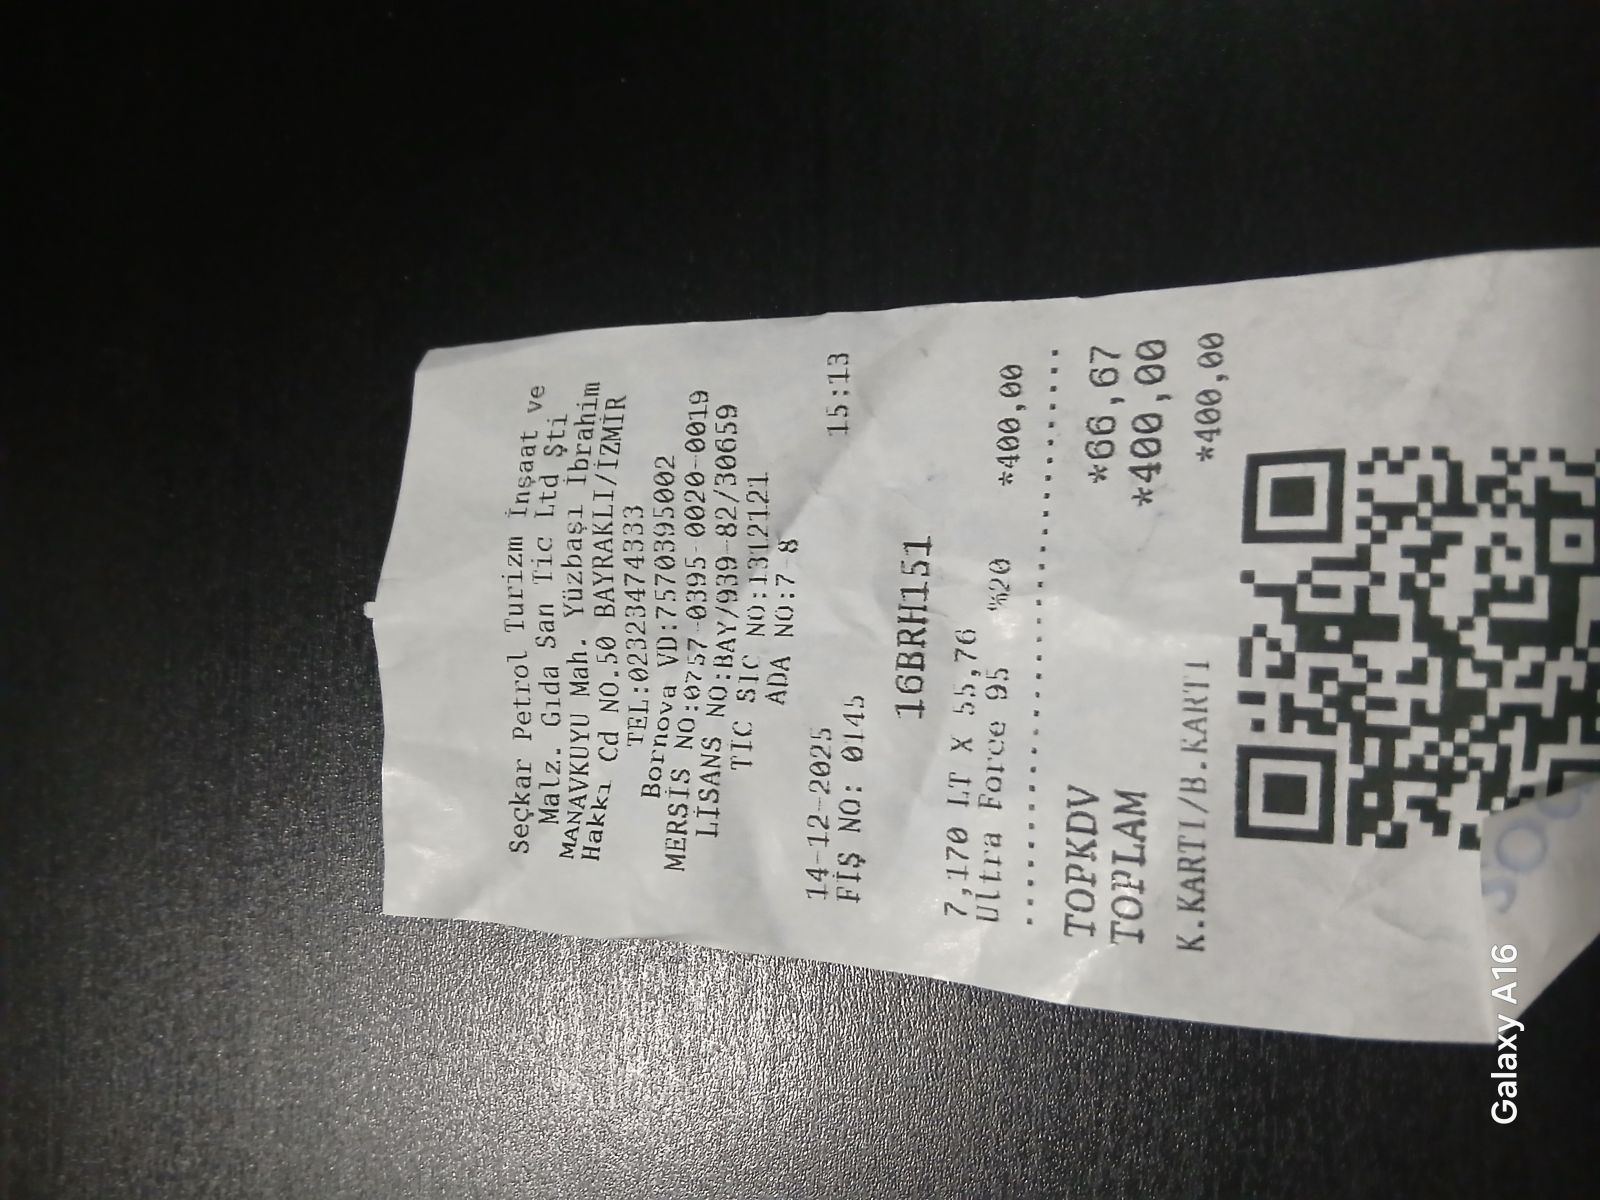 Seçkar Petrol Turizm İnşaat ve
Malz. Gıda San Tic Ltd Şti
MANAVKUYU Mah. Yüzbaşı İbrahim
Hakkı Cd NO.50 BAYRAKLI/İZMİR
TEL:02323474333
Bornova VD:7570395002
MERSİS NO:0757-0395-0020-0019
LİSANS NO:BAY/939-82/30659
TIC SIC NO:1312121
ADA NO:7-8
14-12-2025 15:13
FİŞ NO: 0145
16BRH151
7,170 LT X 55,76
Ultra Force 95 %20 *400,00
TOPKDV *66,67
TOPLAM *400,00
K.KARTI/B.KARTI *400,00
Galaxy A16